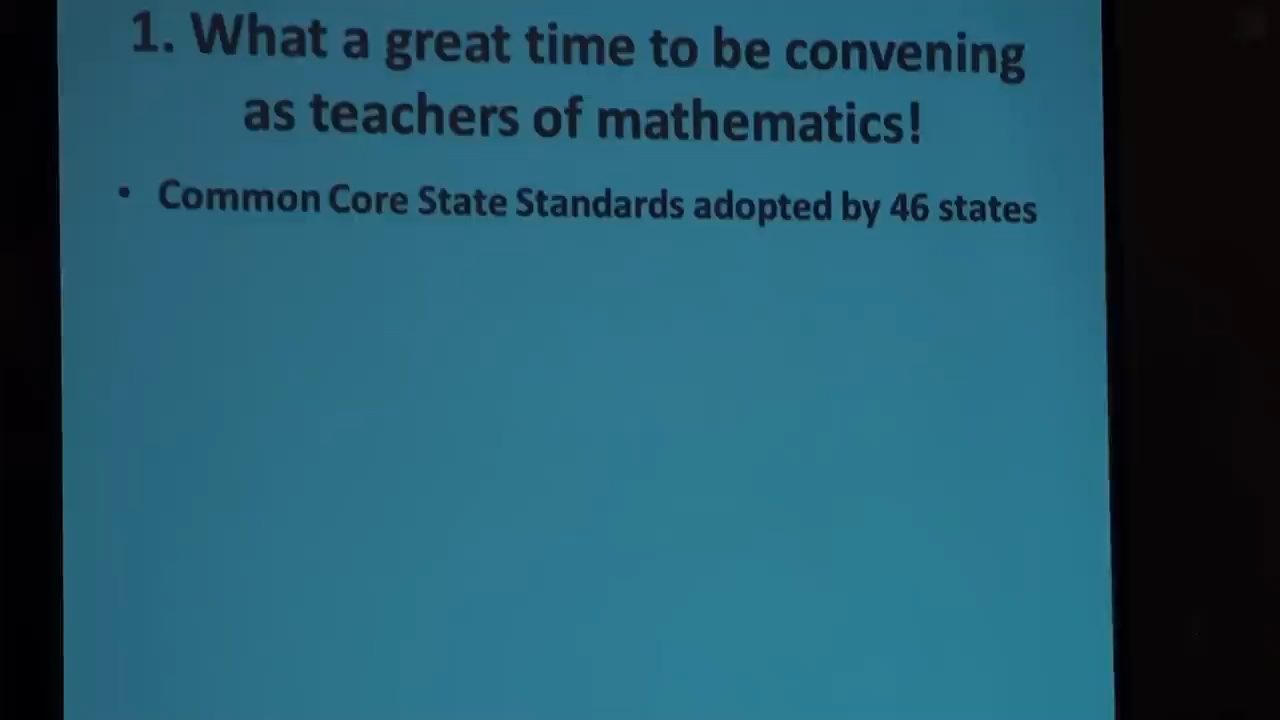 1. What a great time to be convening
as teachers of mathematics!
• Common Core State Standards adopted by 46 states